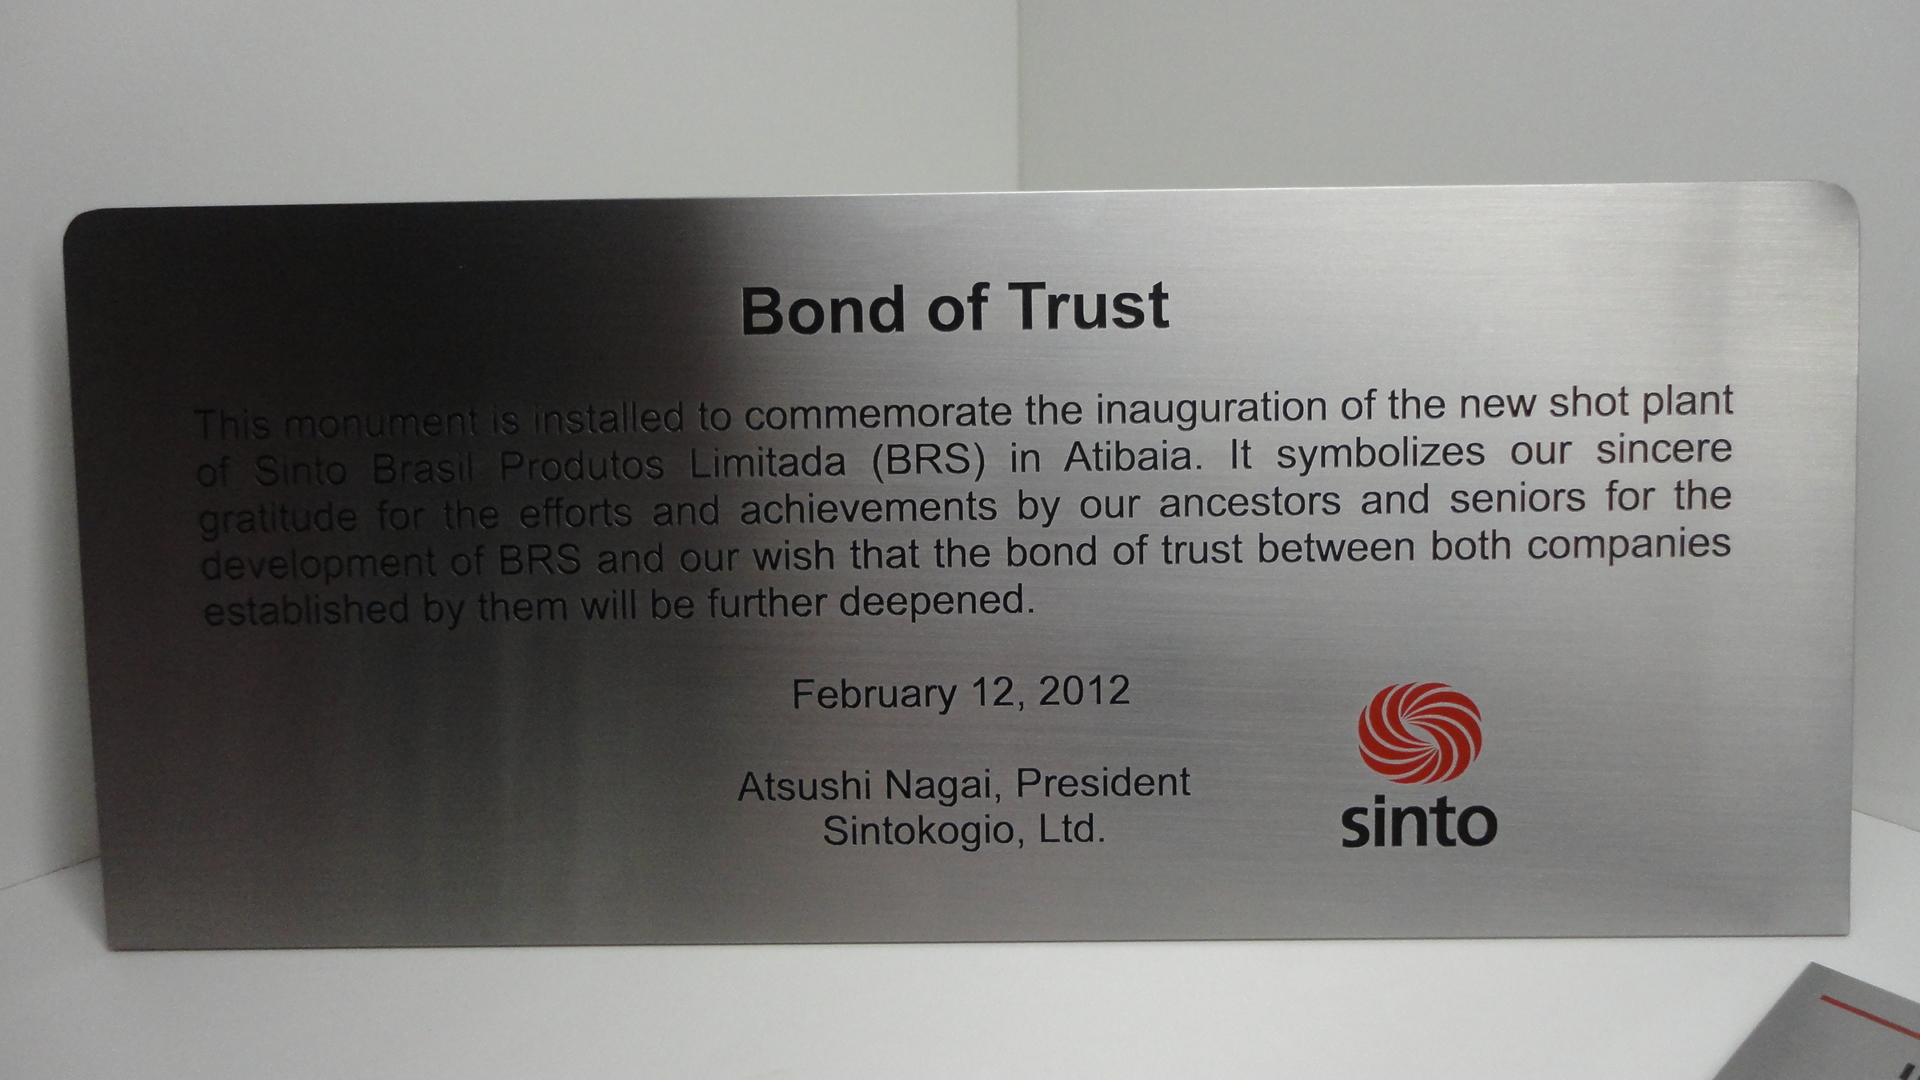 Bond of Trust
This monument is installed to commemorate the inauguration of the new shot plant
of Sinto Brasil Produtos Limitada (BRS) in Atibaia. It symbolizes our sincere
gratitude for the efforts and achievements by our ancestors and seniors for the
development of BRS and our wish that the bond of trust between both companies
established by them will be further deepened.
February 12, 2012
Atsushi Nagai, President
Sintokogio, Ltd.
sinto